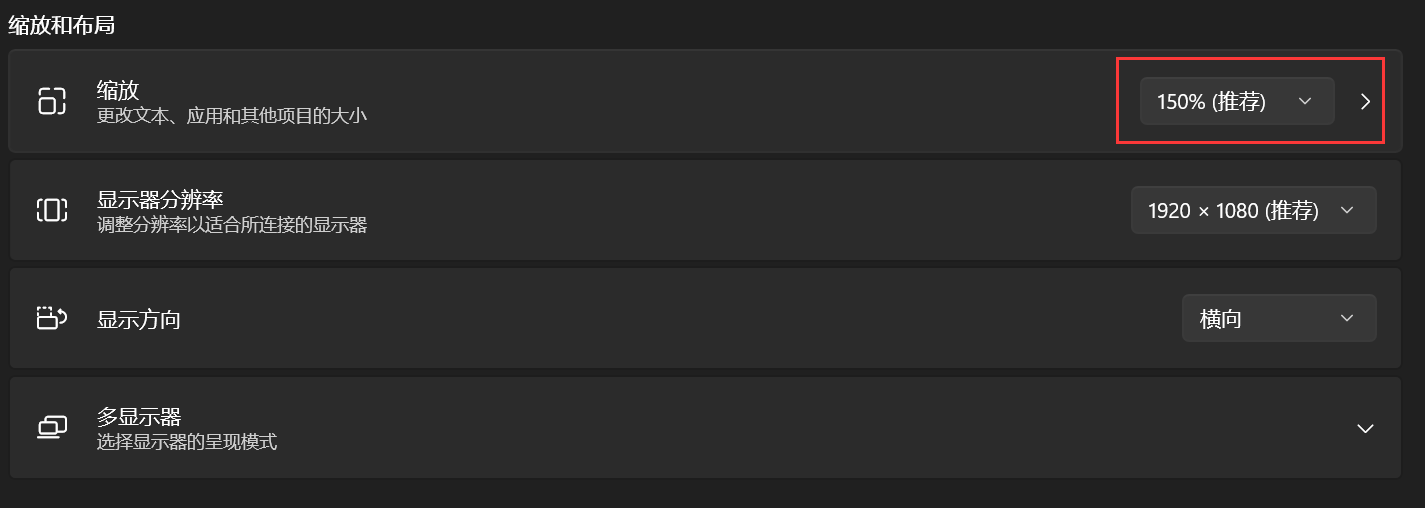 缩放和布局
缩放
150% (推荐)
更改文本、应用和其他项目的大小
显示器分辨率
1920 × 1080 (推荐)
调整分辨率以适合所连接的显示器
显示方向
横向
多显示器
选择显示器的呈现模式